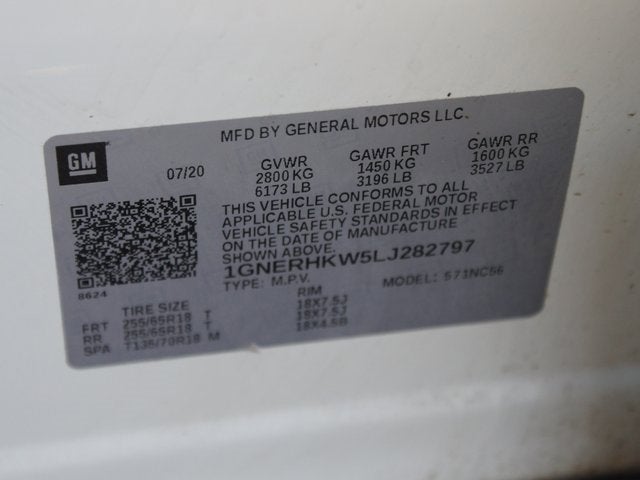 MFD BY GENERAL MOTORS LLC.
GM
07/20 GVWR GAWR FRT GAWR RR
2800 KG 1450 KG 1600 KG
6173 LB 3196 LB 3527 LB
THIS VEHICLE CONFORMS TO ALL
APPLICABLE U.S. FEDERAL MOTOR
VEHICLE SAFETY STANDARDS IN EFFECT
ON THE DATE OF MANUFACTURE
SHOWN ABOVE.
1GNERHKW5LJ282797
TYPE: M.P.V. MODEL: 571NC56
8624
TIRE SIZE RIM
FRT 255/65R18 T 18X7.5J
RR 255/65R18 T 18X7.5J
SPA T135/70R18 M 18X4.5B